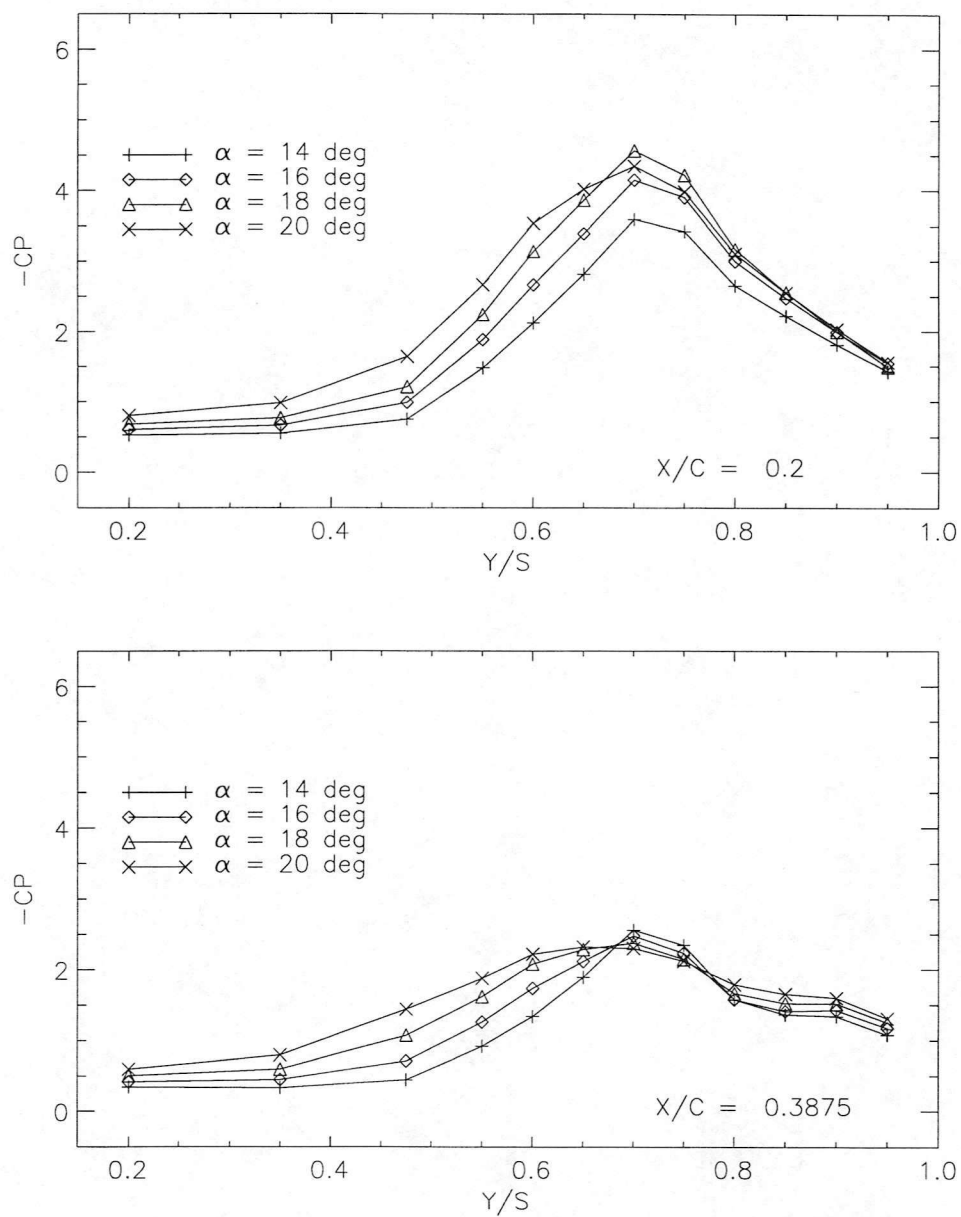 6
α = 14 deg
α = 16 deg
4
α = 18 deg
α = 20 deg
-CP
2
0
X/C = 0.2
0.2 0.4 0.6 0.8 1.0
Y/S
6
α = 14 deg
α = 16 deg
4
α = 18 deg
α = 20 deg
-CP
2
0
X/C = 0.3875
0.2 0.4 0.6 0.8 1.0
Y/S